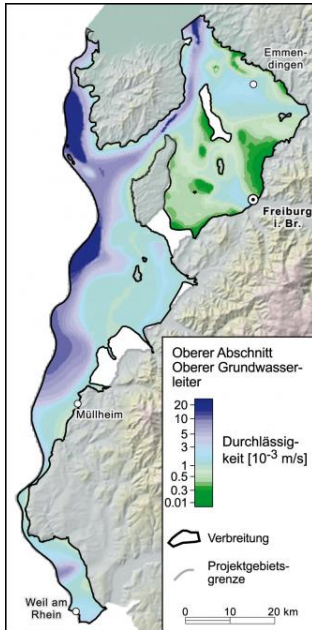 Emmen-
dingen
Freiburg
i. Br.
Oberer Abschnitt
Oberer Grundwasser-
leiter
20
10
5
3
1
0.5
0.3
0.01
Durchlässig-
keit [10⁻³ m/s]
Müllheim
Verbreitung
Projektgebiets-
grenze
Weil am
Rhein
0 10 20 km